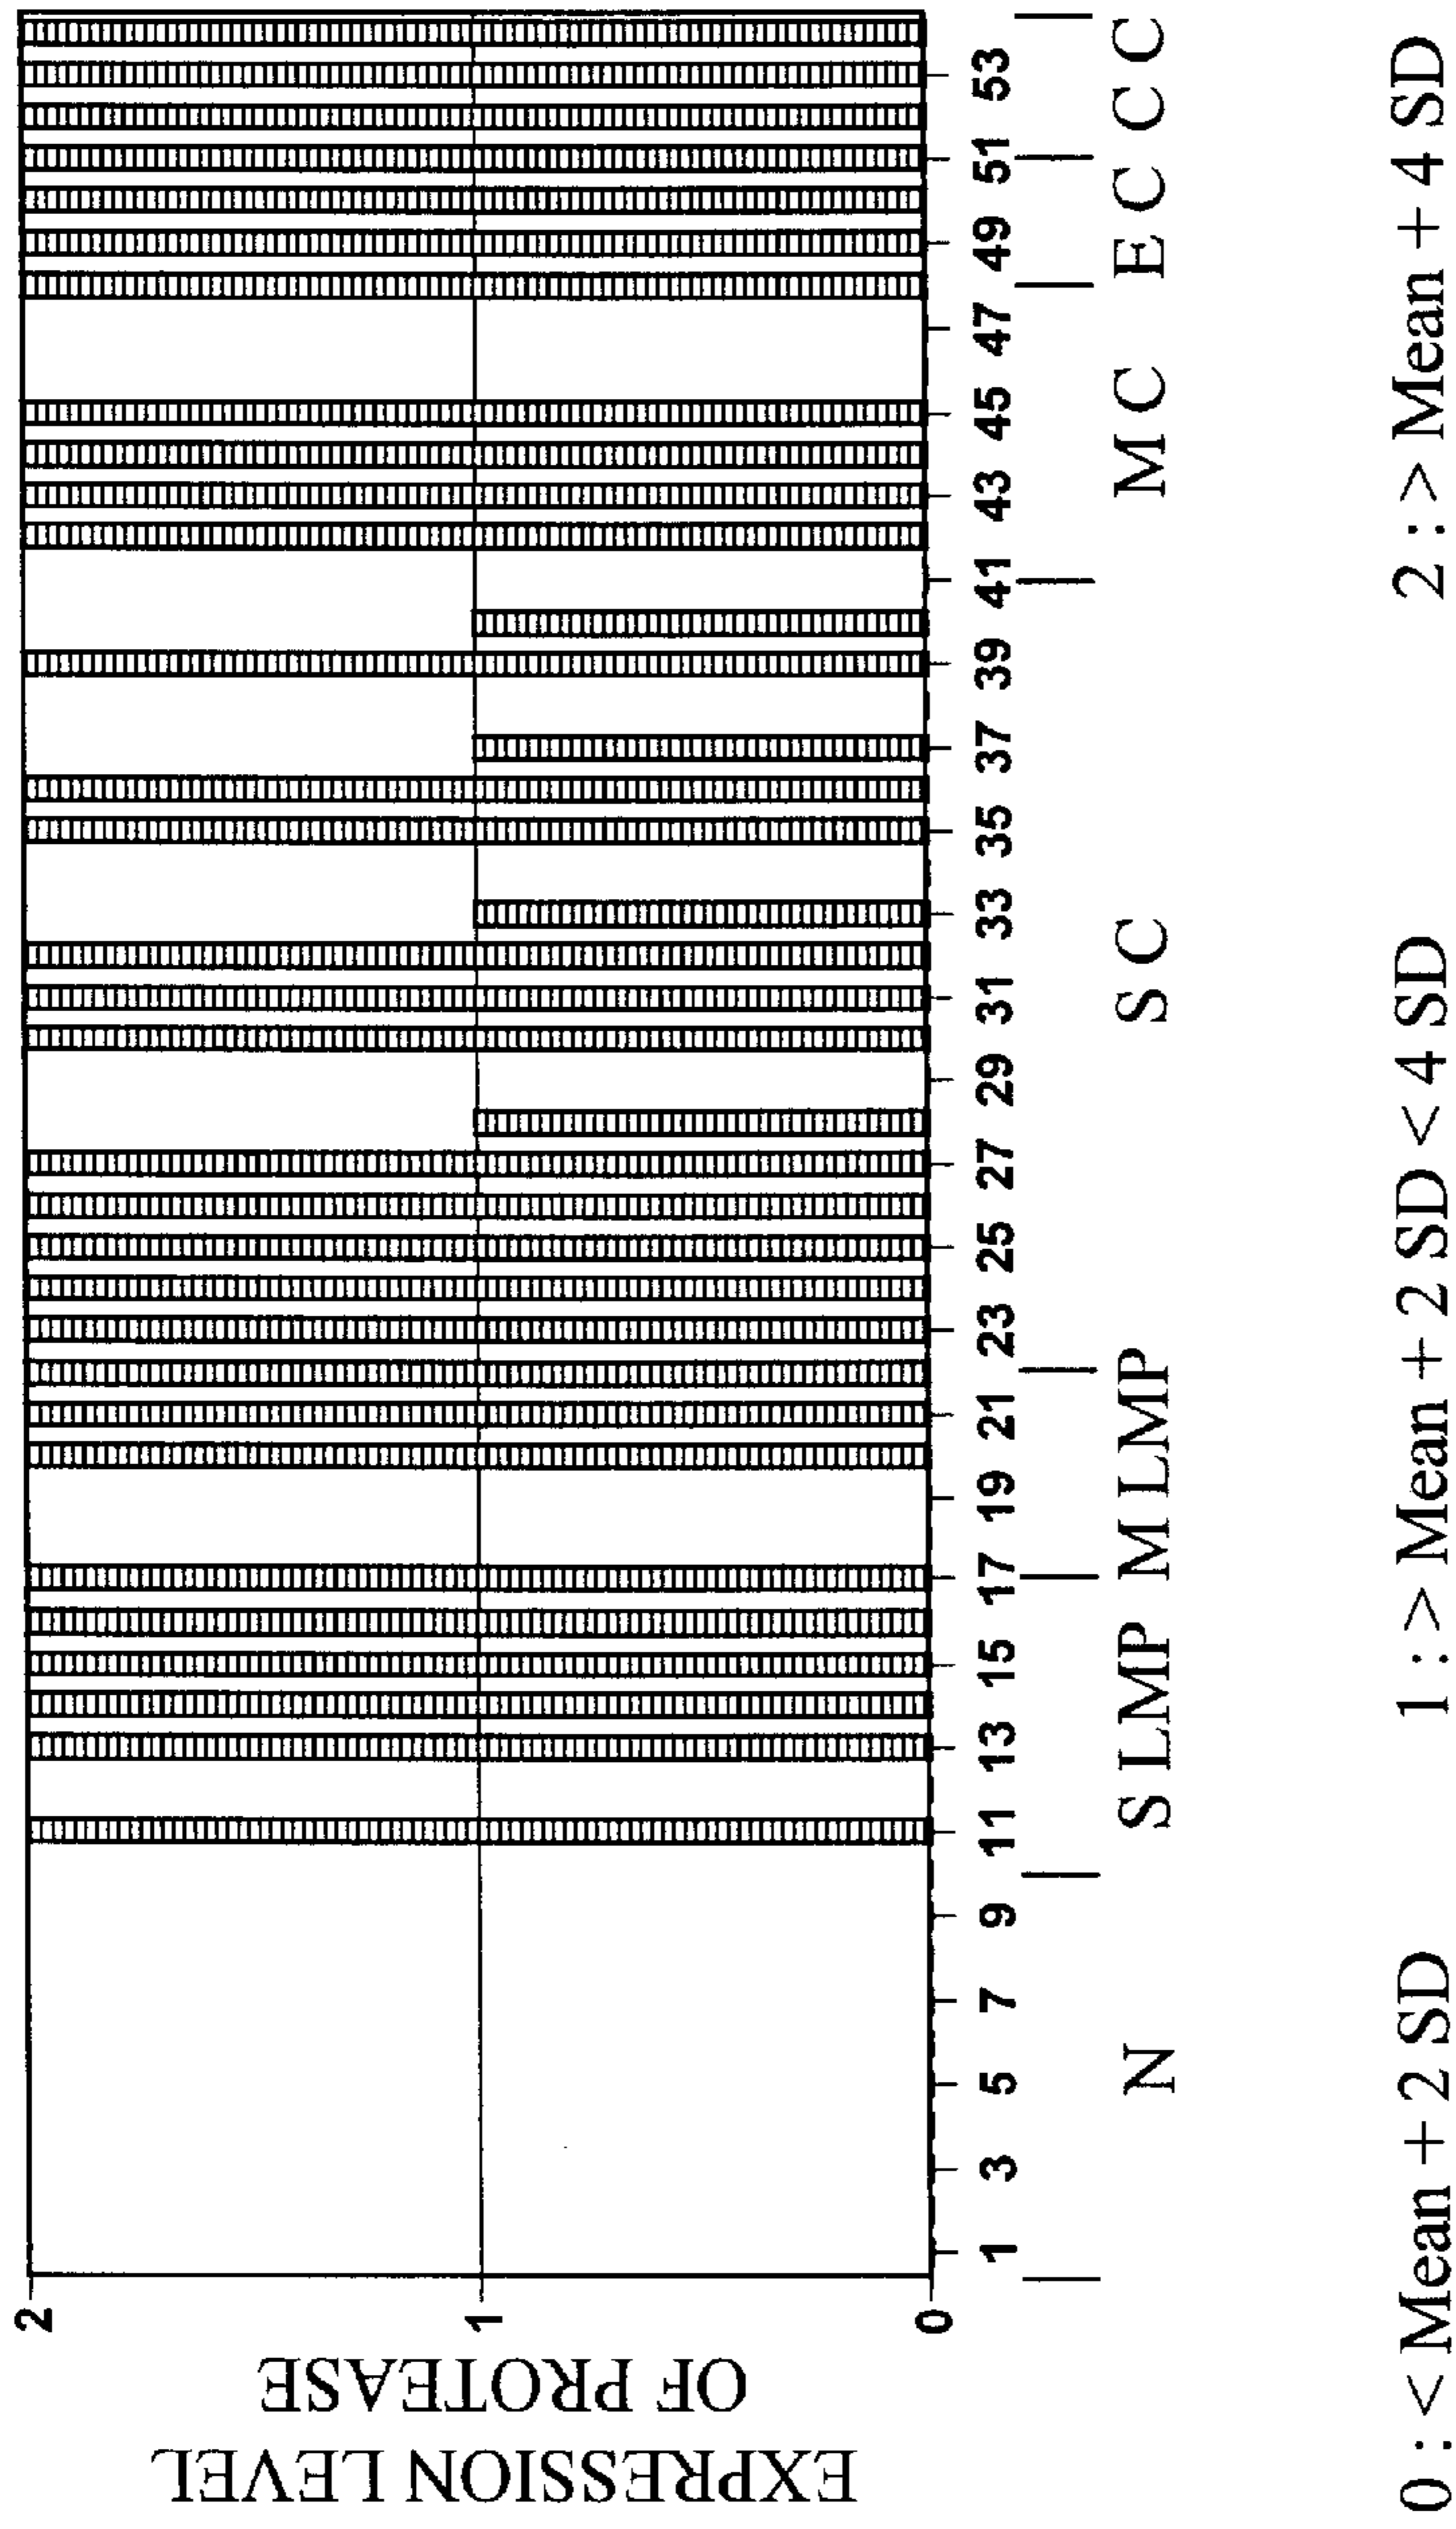 EXPRESSION LEVEL
OF PROTEASE
2
1
0
1 3 5 7 9 11 13 15 17 19 21 23 25 27 29 31 33 35 37 39 41 43 45 47 49 51 53
N S LMP M LMP S C M C E C C C
0 : < Mean + 2 SD 1 : > Mean + 2 SD < 4 SD 2 : > Mean + 4 SD